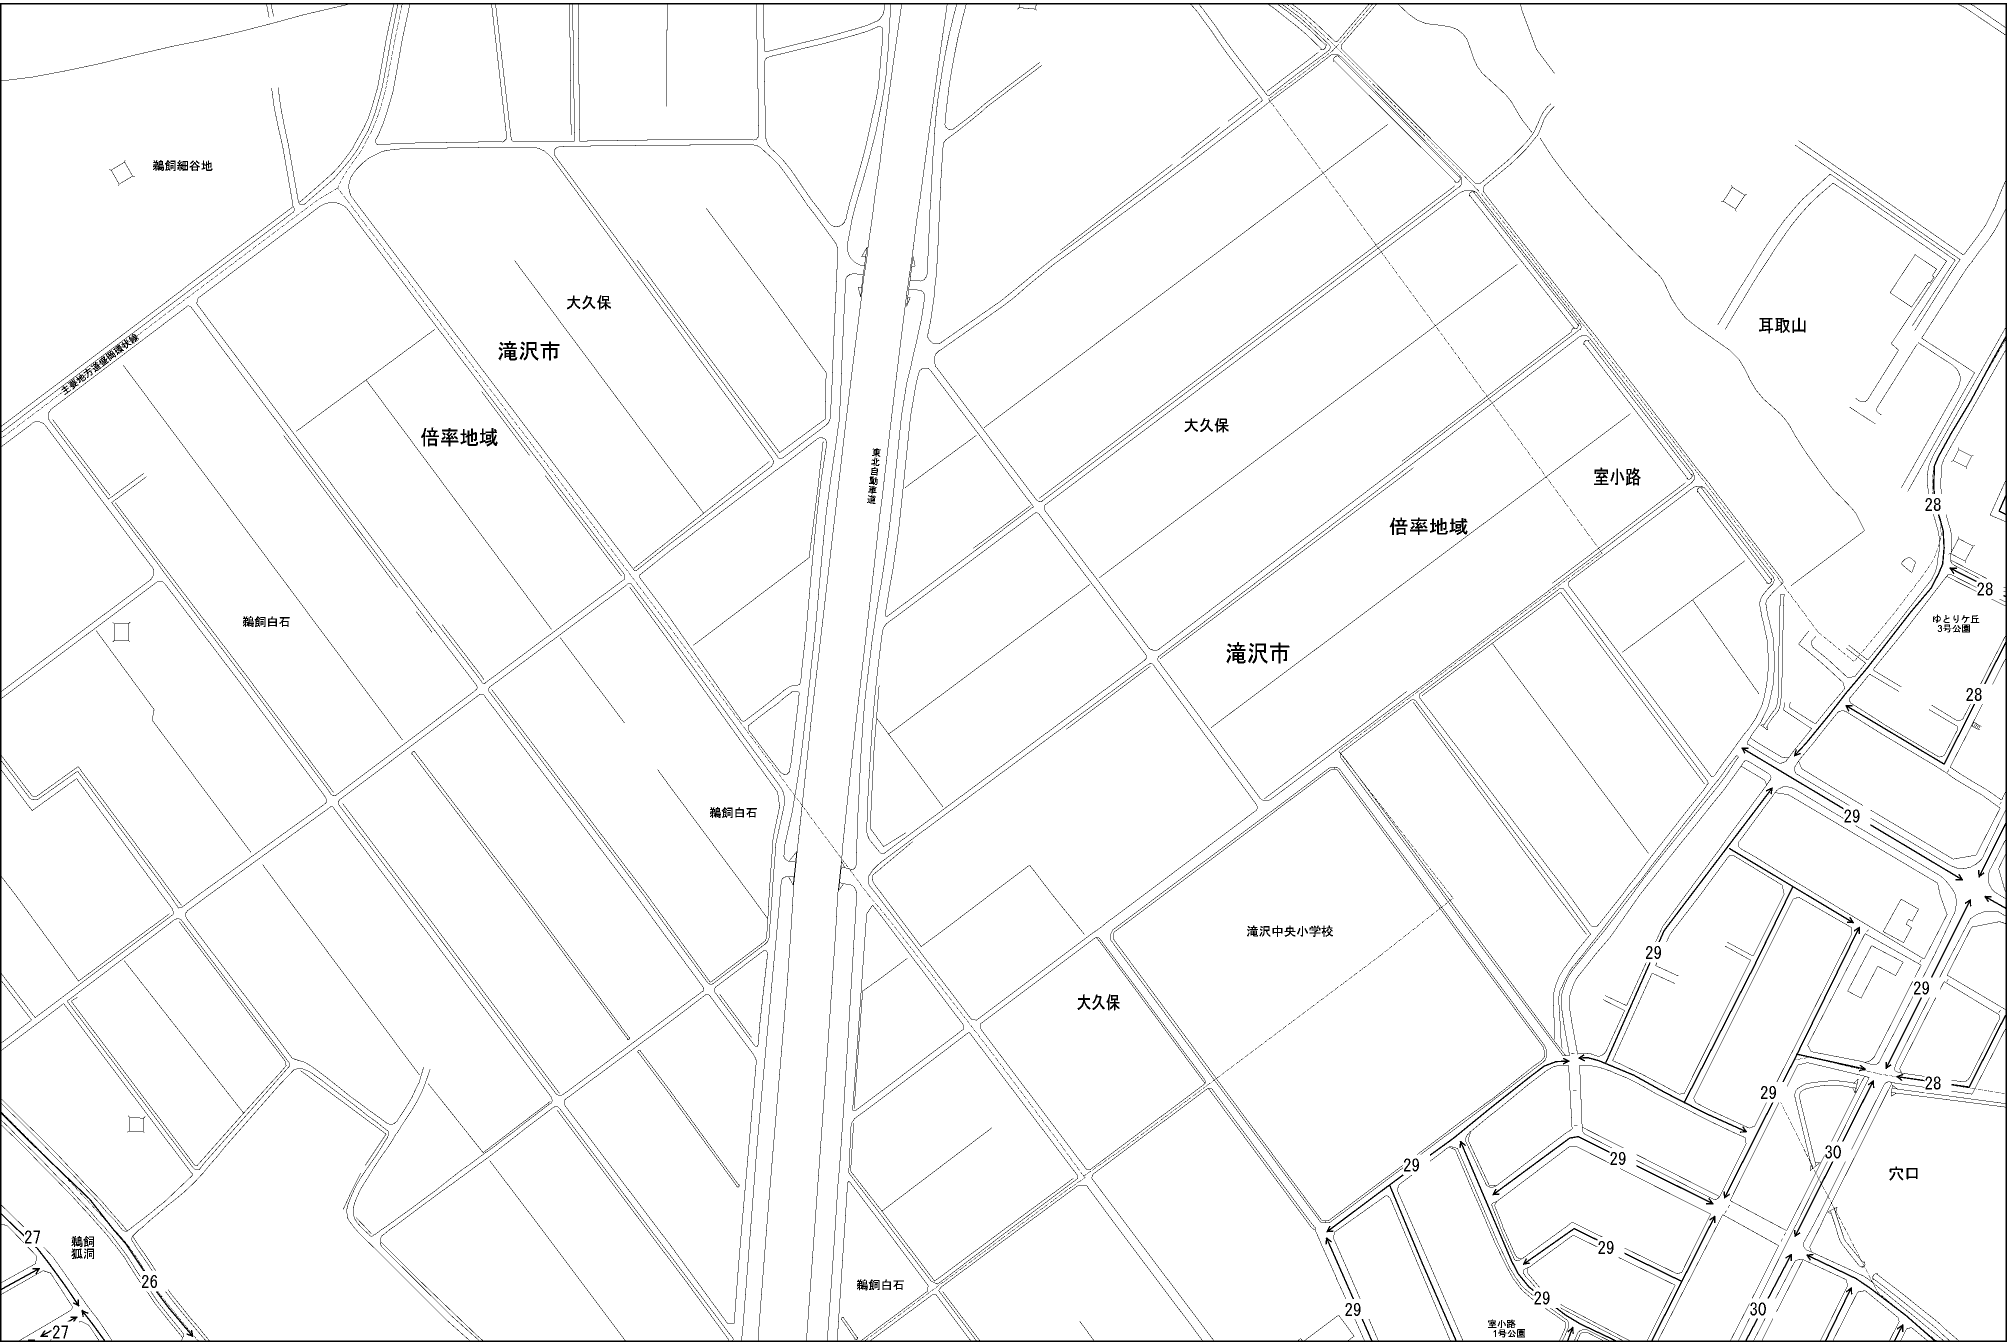 鵜飼細谷地
大久保
耳取山
主要地方道盛岡環状線
滝沢市
大久保
倍率地域
東北自動車道
室小路
28
倍率地域
28
鵜飼白石
ゆとりケ丘
3号公園
滝沢市
28
鵜飼白石
29
滝沢中央小学校
29
29
大久保
28
29
30
29
29
穴口
27
鵜飼
狐洞
29
26
鵜飼白石
29
29
30
室小路
1号公園
27